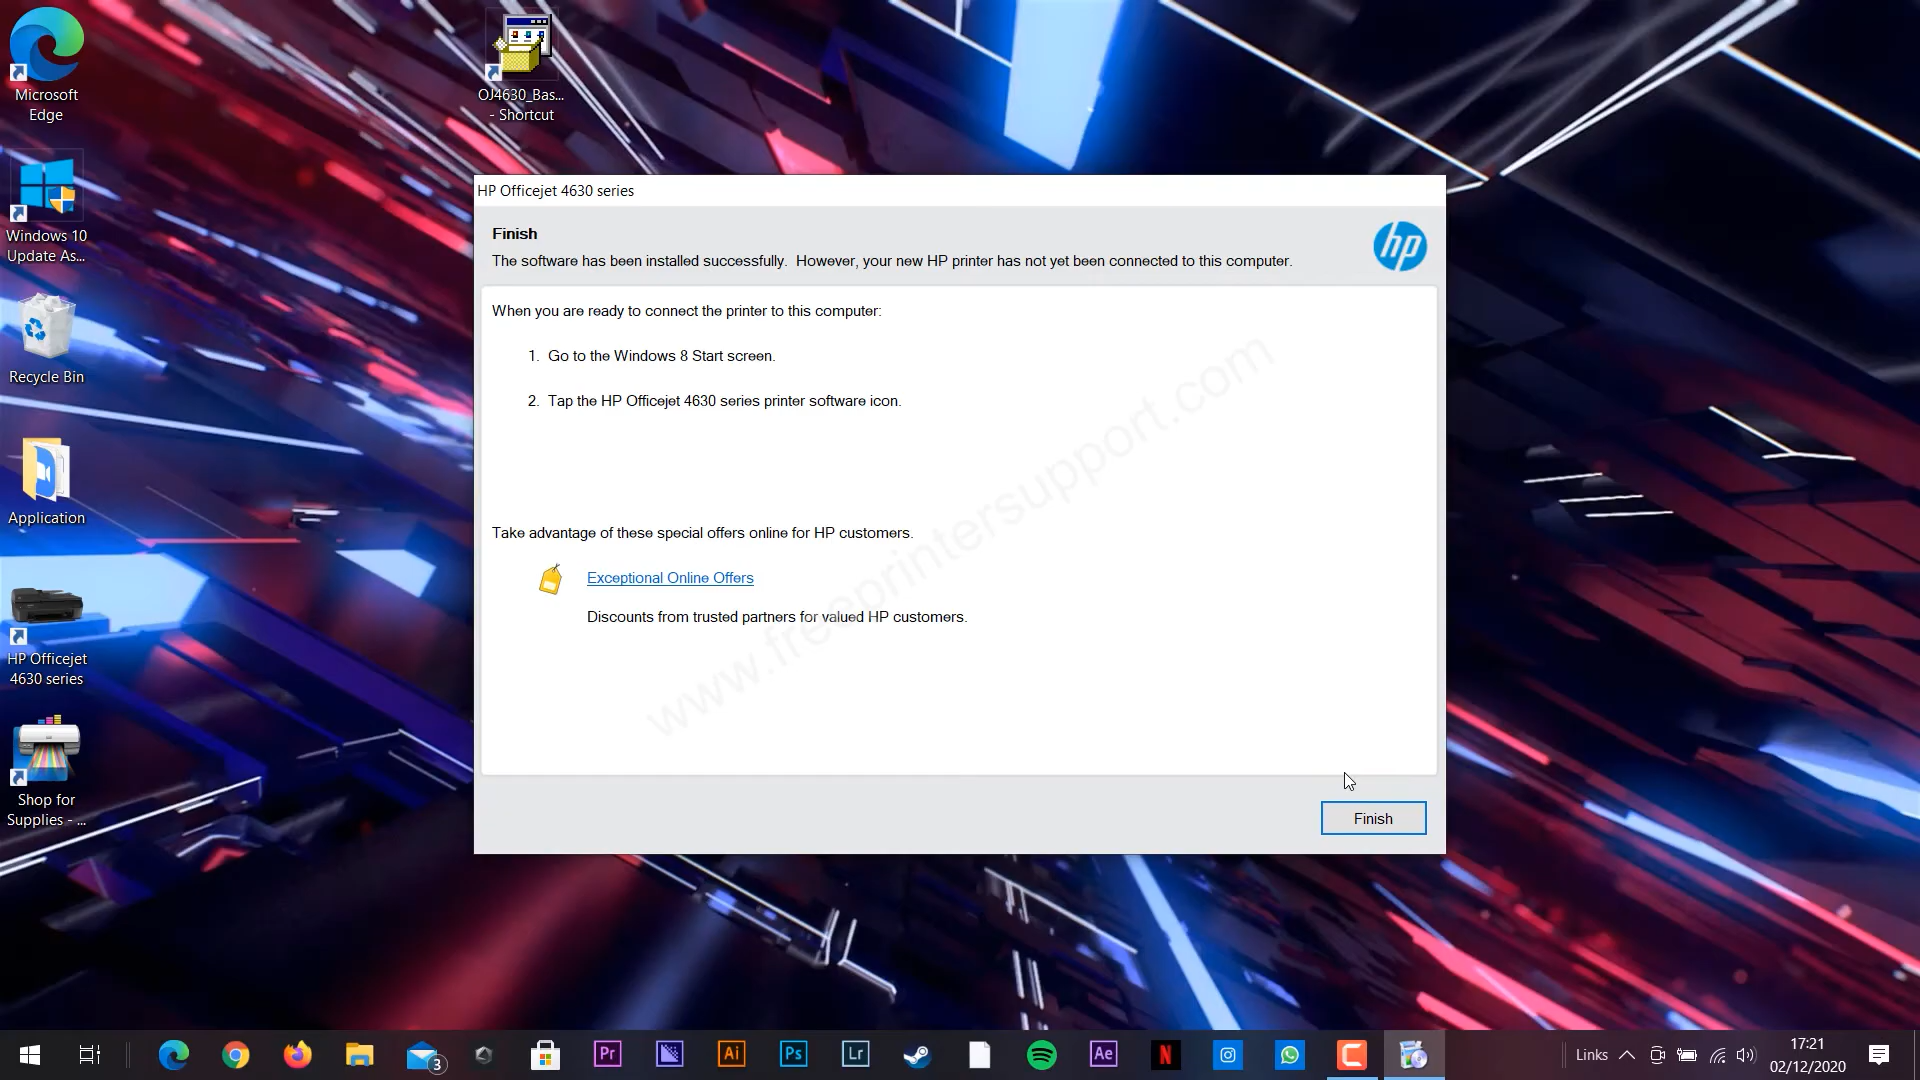 Microsoft
Edge
OJ4630_Bas...
- Shortcut
Windows 10
Update As...
Recycle Bin
Application
HP Officejet
4630 series
Shop for
Supplies - ...
HP Officejet 4630 series
Finish
The software has been installed successfully. However, your new HP printer has not yet been connected to this computer.
hp
When you are ready to connect the printer to this computer:
1. Go to the Windows 8 Start screen.
2. Tap the HP Officejet 4630 series printer software icon.
Take advantage of these special offers online for HP customers.
Exceptional Online Offers
Discounts from trusted partners for valued HP customers.
www.freeprintersupport.com
Finish
3
Pr
Ai
Ps
Lr
Ae
N
Links
17:21
02/12/2020